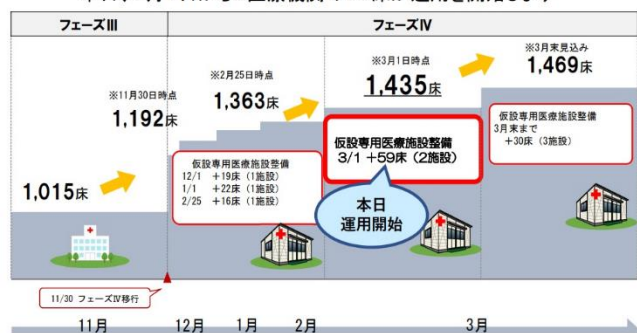 フェーズⅢ
フェーズⅣ
1,015床
※11月30日時点
1,192床
※2月25日時点
1,363床
※3月1日時点
1,435床
※3月末見込み
1,469床
仮設専用医療施設整備
12/1 +19床（1施設）
1/1 +22床（1施設）
2/25 +16床（1施設）
仮設専用医療施設整備
3/1 +59床（2施設）
仮設専用医療施設整備
3月末まで
+30床（3施設）
本日
運用開始
11/30 フェーズⅣ移行
11月
12月
1月
2月
3月